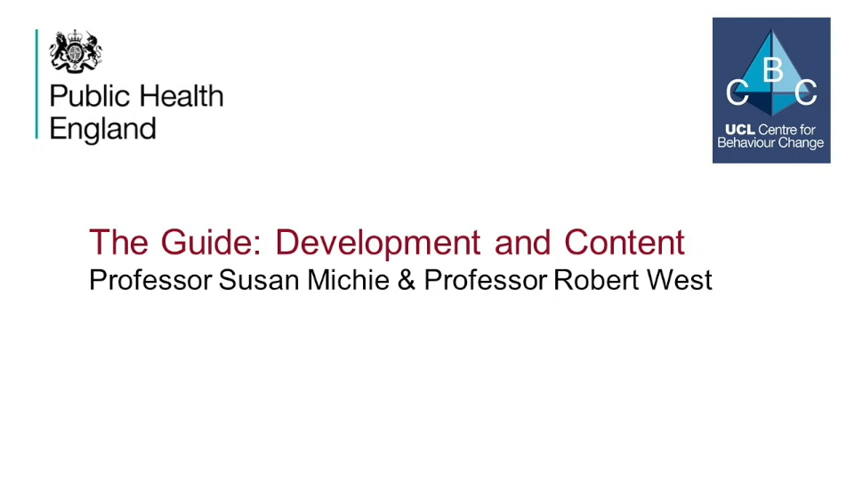 Public Health
England
C B C
UCL Centre for
Behaviour Change
The Guide: Development and Content
Professor Susan Michie & Professor Robert West